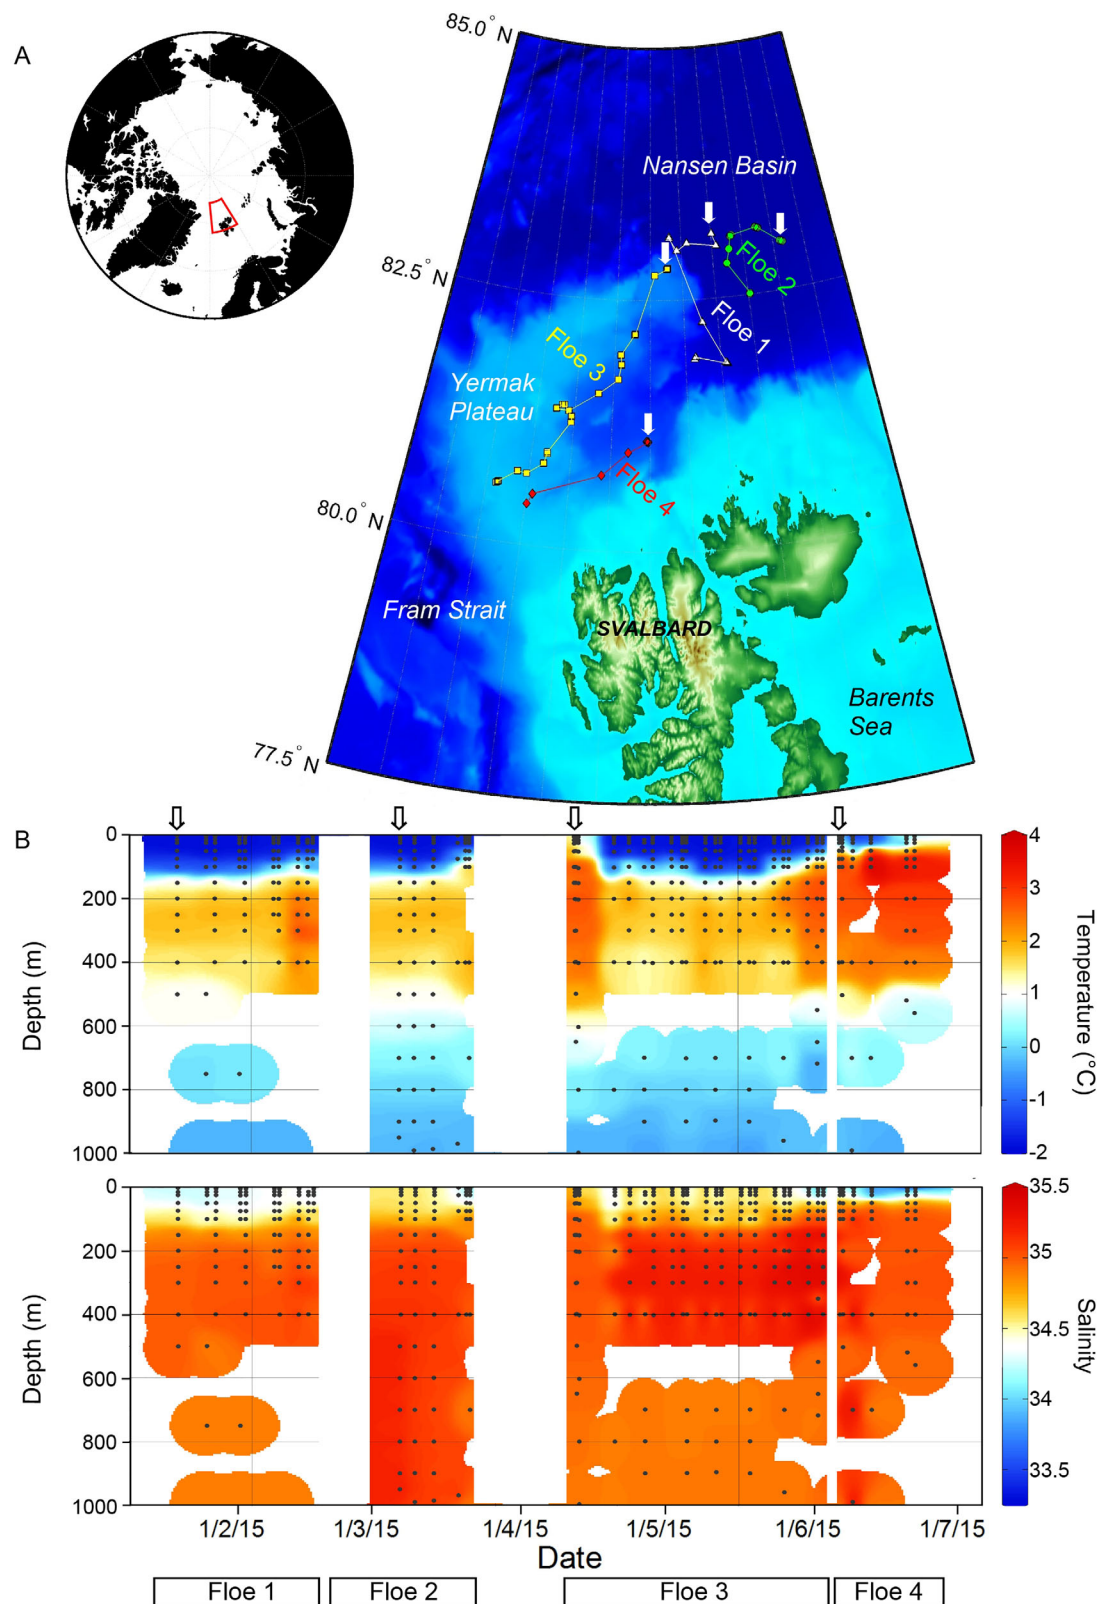 A
85.0°N
Nansen Basin
82.5°N
Floe 2
Floe 1
Floe 3
Yermak
Plateau
Floe 4
80.0°N
Fram Strait
SVALBARD
Barents
Sea
77.5°N
B
0
200
400
600
800
1000
Depth (m)
4
3
2
1
0
-1
-2
Temperature (°C)
0
200
400
600
800
1000
Depth (m)
35.5
35
34.5
34
33.5
Salinity
1/2/15 1/3/15 1/4/15 1/5/15 1/6/15 1/7/15
Date
Floe 1 Floe 2 Floe 3 Floe 4